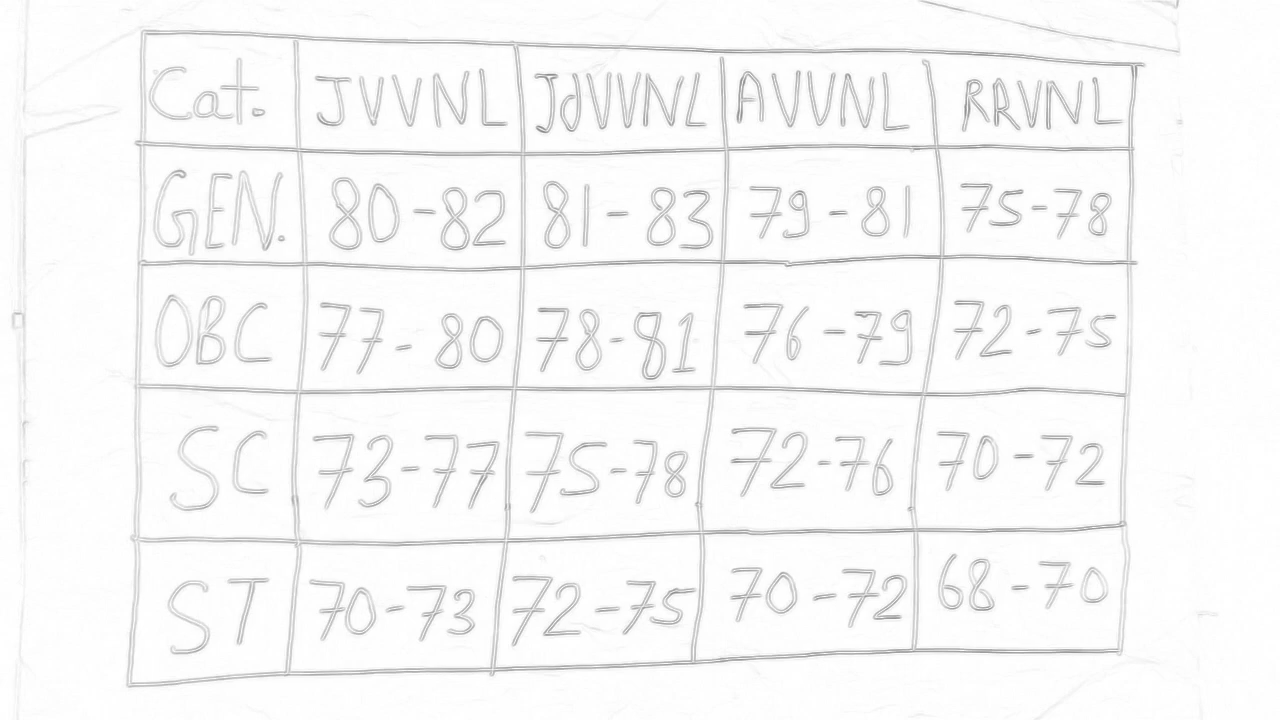 Cat. JVVNL JdVVNL AVVNL RRVNL
GEN. 80-82 81-83 79-81 75-78
OBC 77-80 78-81 76-79 72-75
SC 73-77 75-78 72-76 70-72
ST 70-73 72-75 70-72 68-70